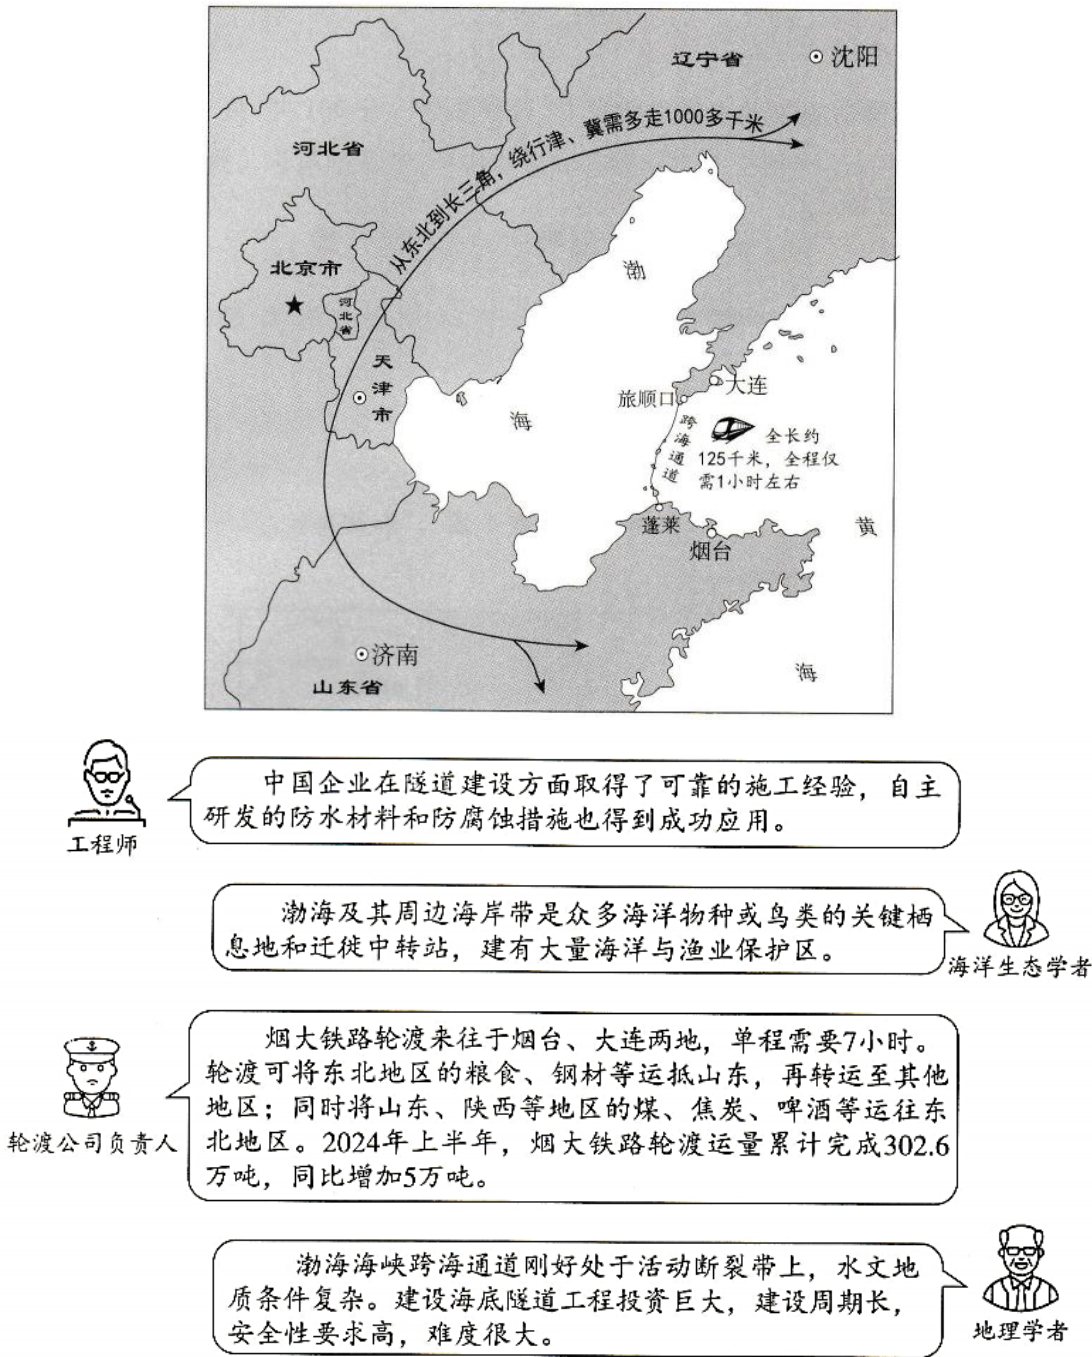 辽宁省
沈阳
从东北到长三角，绕行津、冀需多走1000多千米
河北省
北京市
河北省
天津市
渤
海
大连
旅顺口
跨海通道
全长约
125千米，全程仅
需1小时左右
蓬莱
烟台
黄
海
济南
山东省
中国企业在隧道建设方面取得了可靠的施工经验，自主
研发的防水材料和防腐蚀措施也得到成功应用。
工程师
渤海及其周边海岸带是众多海洋物种或鸟类的关键栖
息地和迁徙中转站，建有大量海洋与渔业保护区。
海洋生态学者
烟大铁路轮渡来往于烟台、大连两地，单程需要7小时。
轮渡可将东北地区的粮食、钢材等运抵山东，再转运至其他
地区；同时将山东、陕西等地区的煤、焦炭、啤酒等运往东
北地区。2024年上半年，烟大铁路轮渡运量累计完成302.6
万吨，同比增加5万吨。
轮渡公司负责人
渤海海峡跨海通道刚好处于活动断裂带上，水文地
质条件复杂。建设海底隧道工程投资巨大，建设周期长，
安全性要求高，难度很大。
地理学者